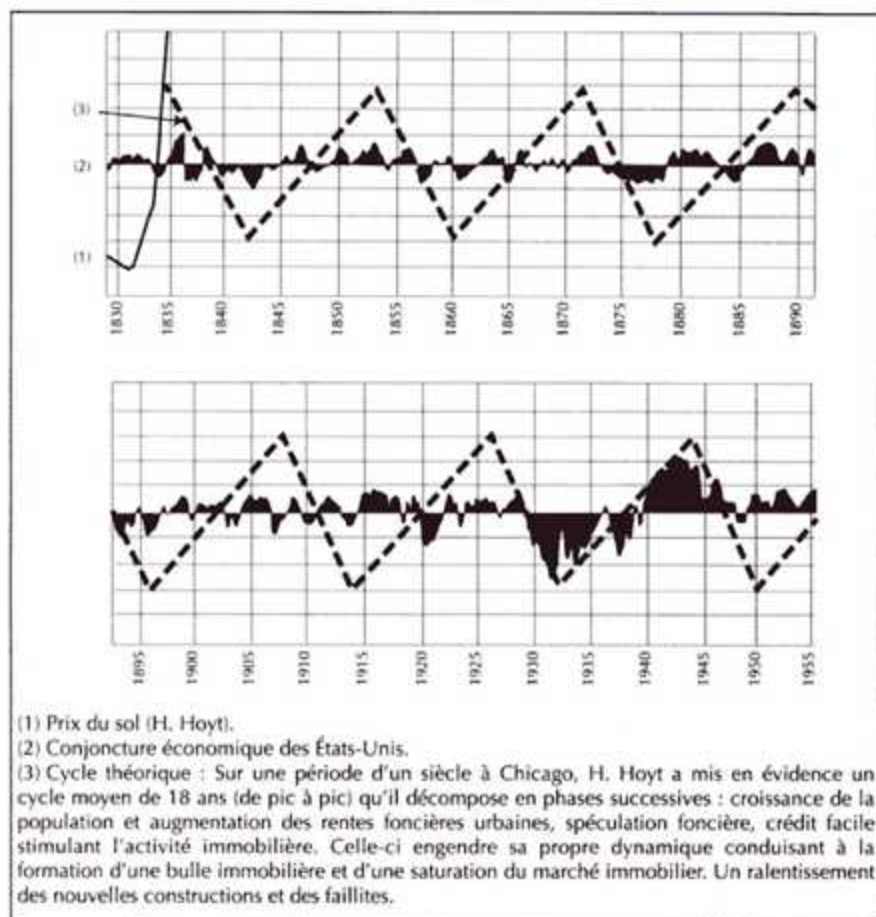 (3)
(2)
(1)
1830 1835 1840 1845 1850 1855 1860 1865 1870 1875 1880 1885 1890
1895 1900 1905 1910 1915 1920 1925 1930 1935 1940 1945 1950 1955
(1) Prix du sol (H. Hoyt).
(2) Conjoncture économique des États-Unis.
(3) Cycle théorique : Sur une période d'un siècle à Chicago, H. Hoyt a mis en évidence un
cycle moyen de 18 ans (de pic à pic) qu'il décompose en phases successives : croissance de la
population et augmentation des rentes foncières urbaines, spéculation foncière, crédit facile
stimulant l'activité immobilière. Celle-ci engendre sa propre dynamique conduisant à la
formation d'une bulle immobilière et d'une saturation du marché immobilier. Un ralentissement
des nouvelles constructions et des faillites.